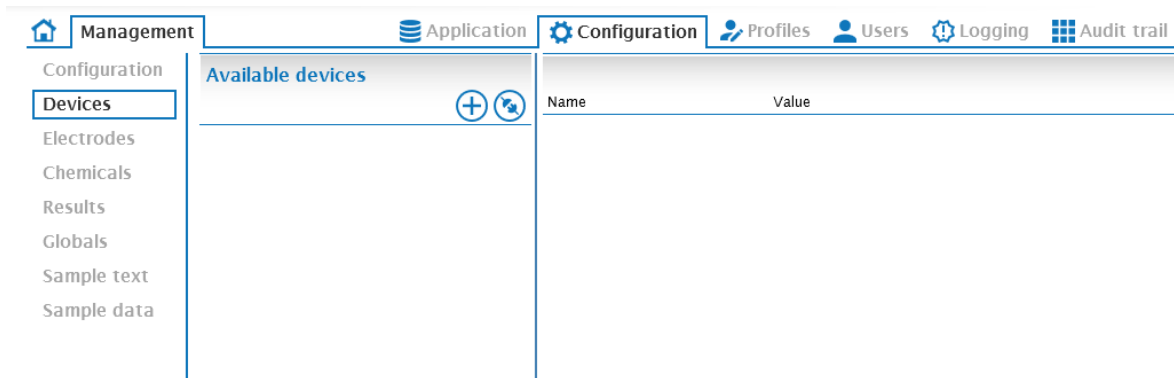 Management
Application
Configuration
Profiles
Users
Logging
Audit trail
Configuration
Devices
Electrodes
Chemicals
Results
Globals
Sample text
Sample data
Available devices
Name
Value